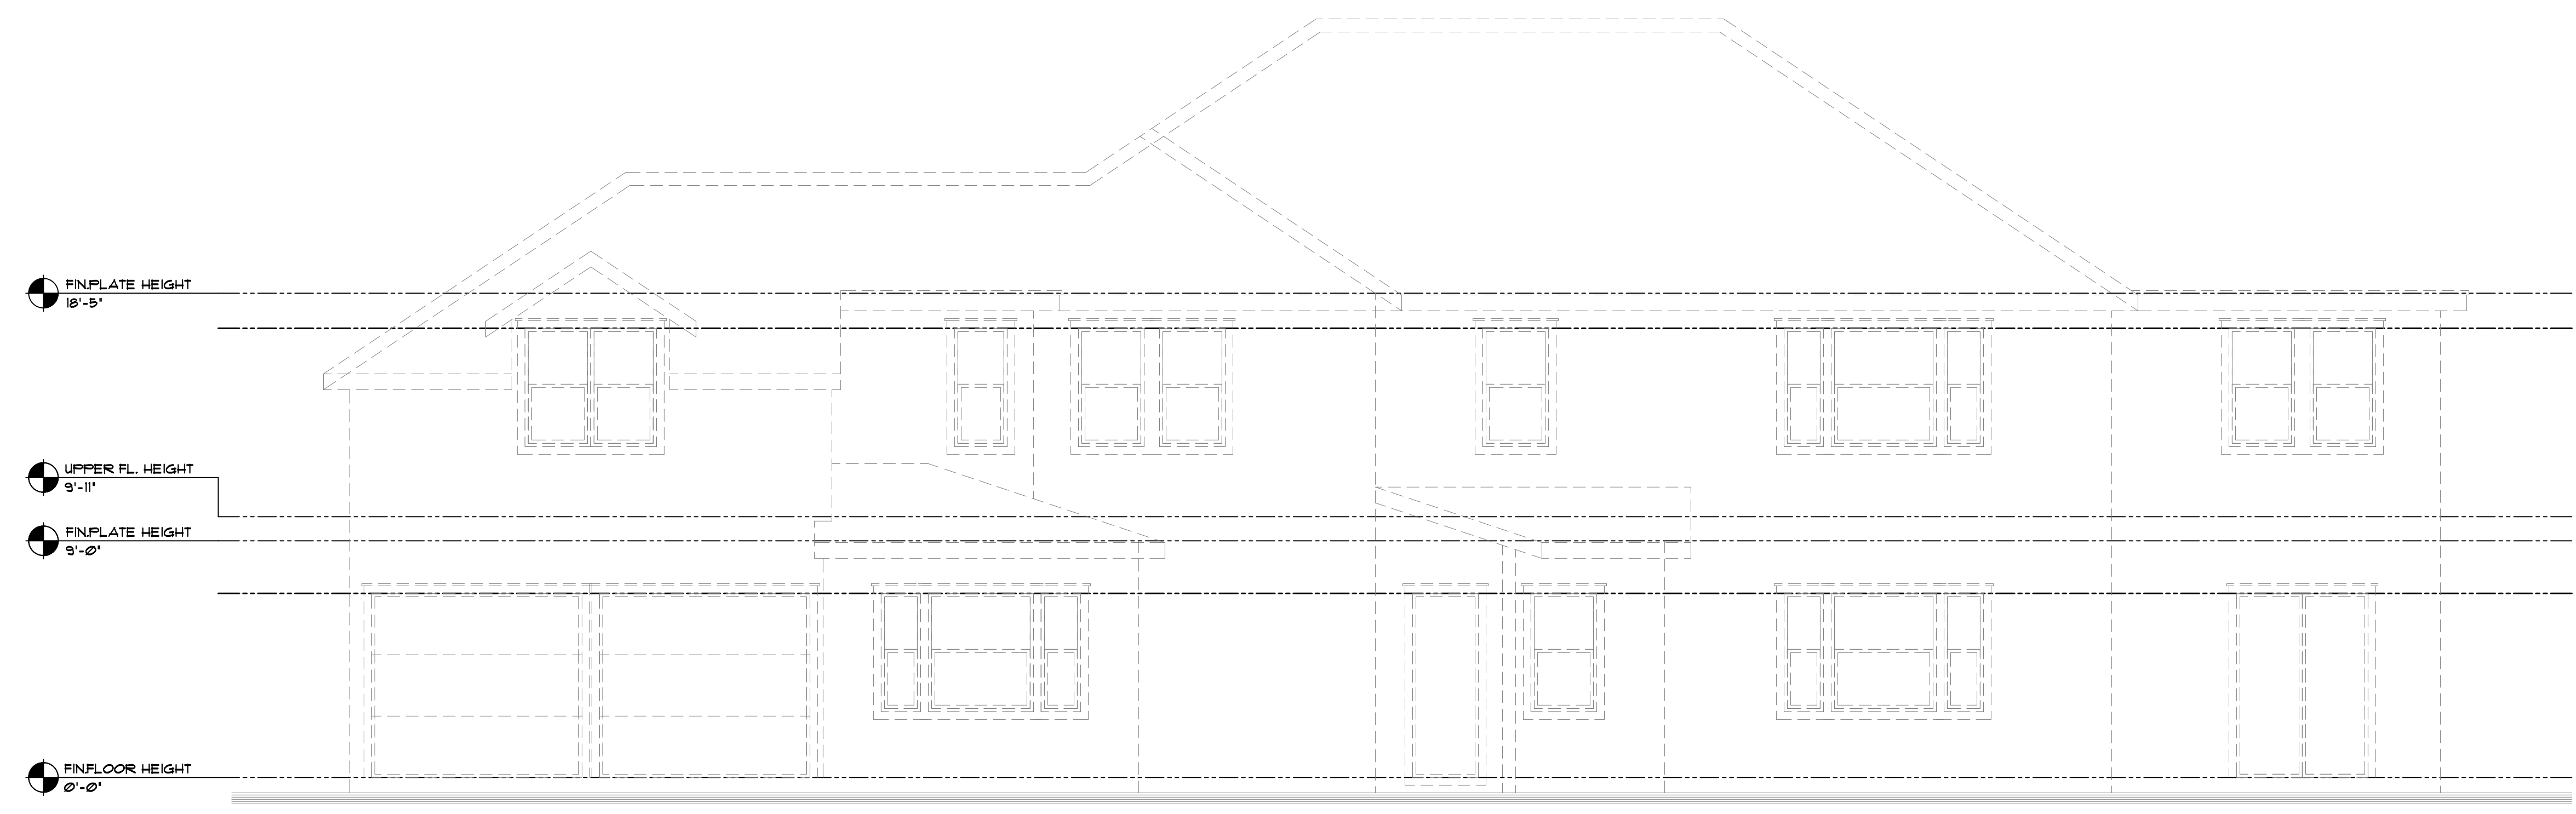 FIN.PLATE HEIGHT
18'-5"
UPPER FL. HEIGHT
9'-11"
FIN.PLATE HEIGHT
9'-0"
FIN.FLOOR HEIGHT
0'-0"